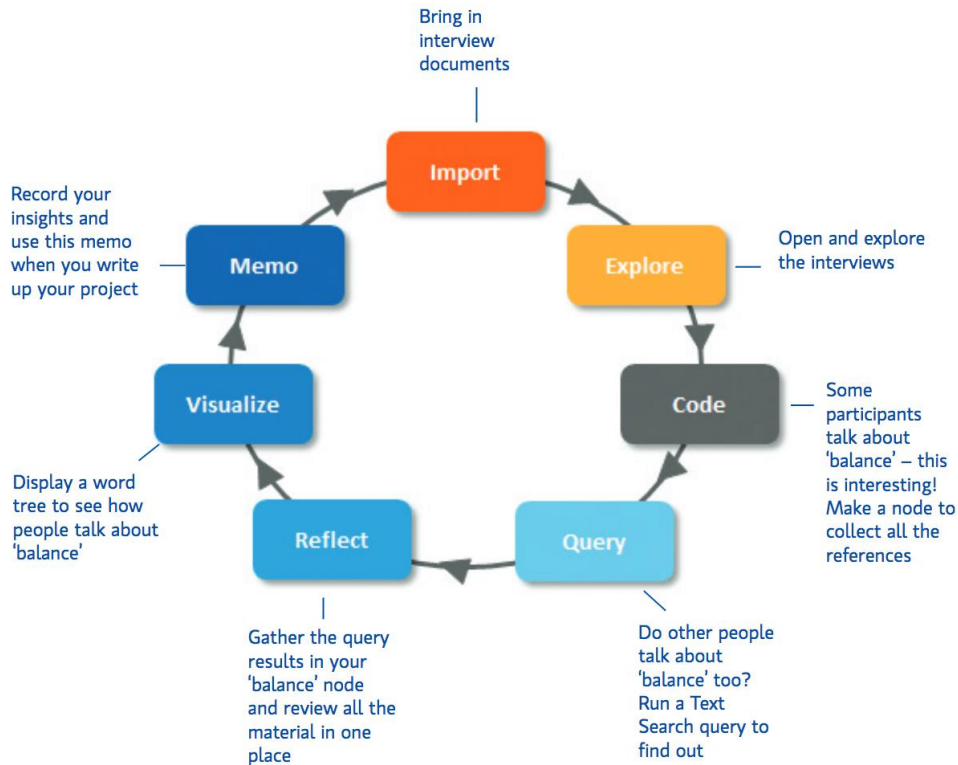 Bring in
interview
documents
Import
Explore
Open and explore
the interviews
Code
Some
participants
talk about
‘balance’ – this
is interesting!
Make a node to
collect all the
references
Query
Do other people
talk about
‘balance’ too?
Run a Text
Search query to
find out
Reflect
Gather the query
results in your
‘balance’ node
and review all the
material in one
place
Visualize
Display a word
tree to see how
people talk about
‘balance’
Memo
Record your
insights and
use this memo
when you write
up your project